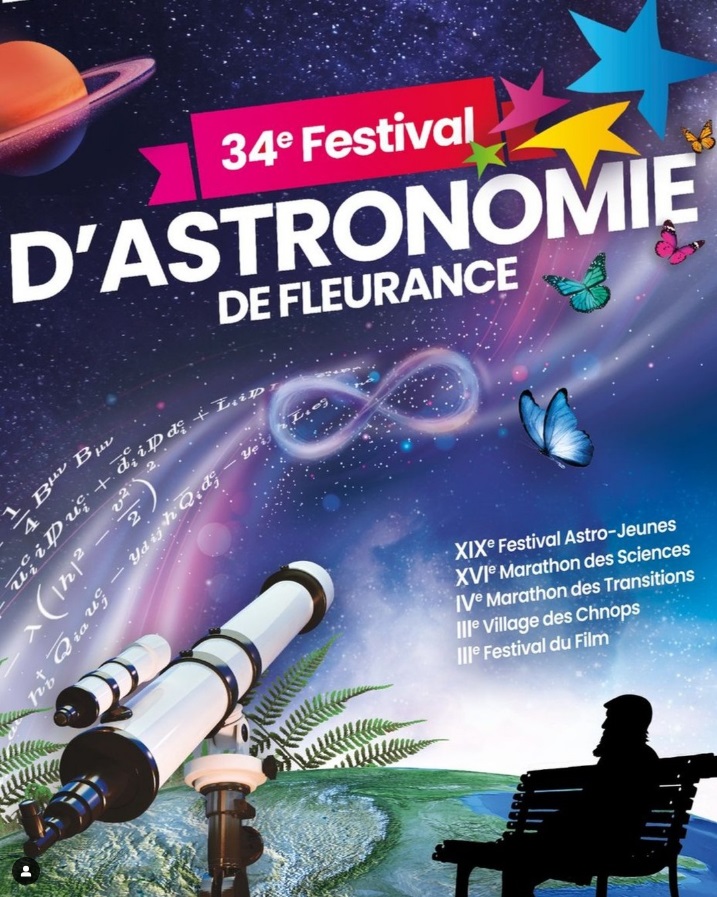 34e Festival
D'ASTRONOMIE
DE FLEURANCE
XIXe Festival Astro-Jeunes
XVIe Marathon des Sciences
IVe Marathon des Transitions
IIIe Village des Chnops
IIIe Festival du Film